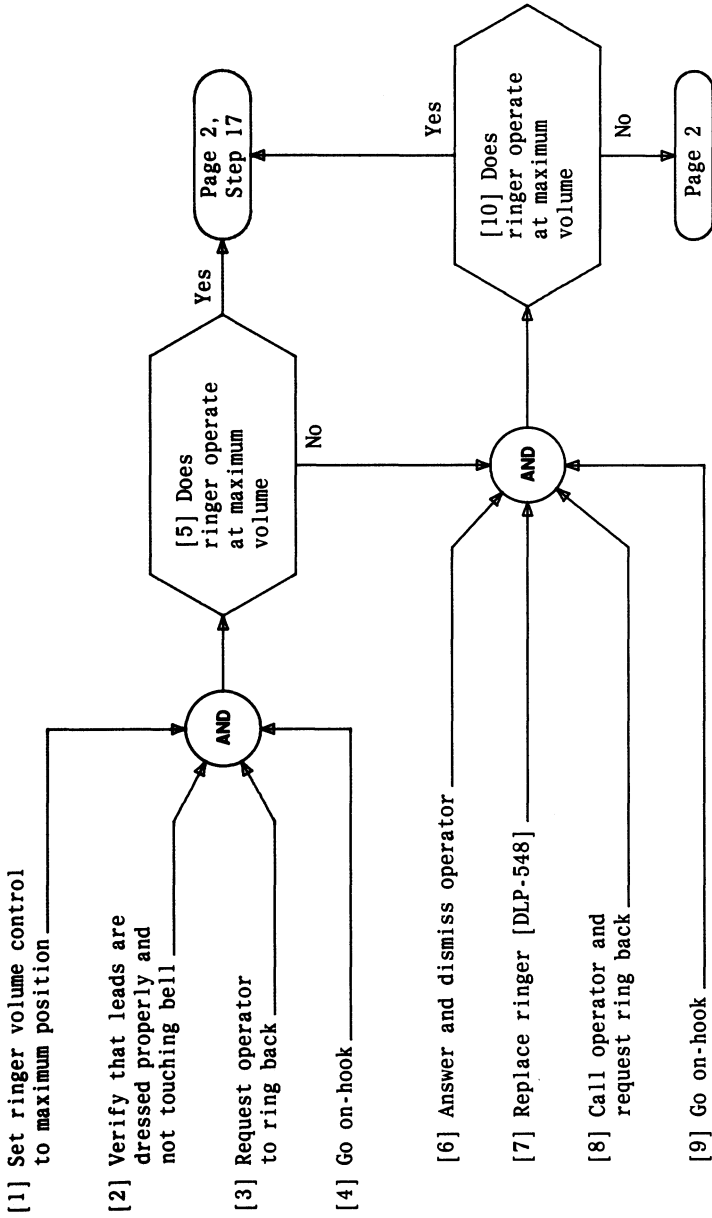 [1] Set ringer volume control
to maximum position
[2] Verify that leads are
dressed properly and
not touching bell
[3] Request operator
to ring back
[4] Go on-hook
AND
[5] Does
ringer operate
at maximum
volume
Yes
Page 2,
Step 17
No
[6] Answer and dismiss operator
[7] Replace ringer [DLP-548]
[8] Call operator and
request ring back
[9] Go on-hook
AND
[10] Does
ringer operate
at maximum
volume
Yes
No
Page 2